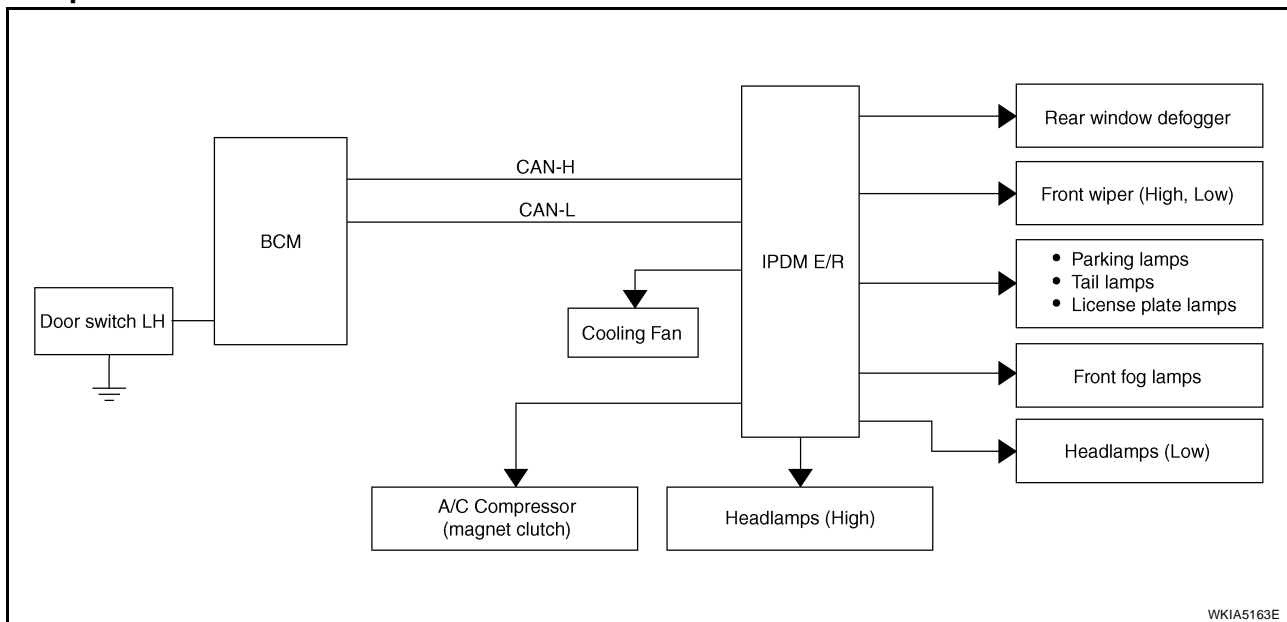 CAN-H
CAN-L
BCM
Door switch LH
IPDM E/R
Cooling Fan
A/C Compressor
(magnet clutch)
Headlamps (High)
Rear window defogger
Front wiper (High, Low)
• Parking lamps
• Tail lamps
• License plate lamps
Front fog lamps
Headlamps (Low)
WKIA5163E